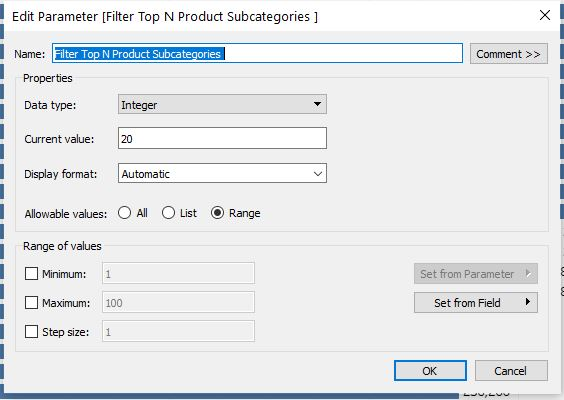 Edit Parameter [Filter Top N Product Subcategories ]
Name: Filter Top N Product Subcategories Comment >>
Properties
Data type: Integer
Current value: 20
Display format: Automatic
Allowable values: All List Range
Range of values
Minimum: 1 Set from Parameter
Maximum: 100 Set from Field
Step size: 1
OK Cancel